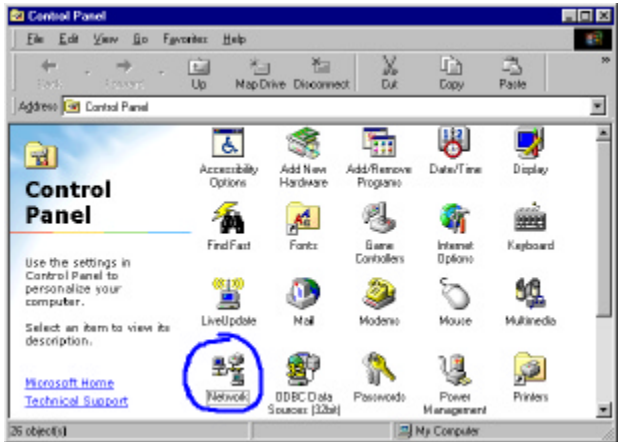 Control Panel
File Edit View Go Favorites Help
Back Forward Up Map Drive Disconnect Cut Copy Paste »
Address Control Panel
Control
Panel
Use the settings in
Control Panel to
personalize your
computer.
Select an item to view its
description.
Microsoft Home
Technical Support
Accessibility
Options
Add New
Hardware
Add/Remove
Programs
Date/Time
Display
Find Fast
Fonts
Game
Controllers
Internet
Options
Keyboard
LiveUpdate
Mail
Modems
Mouse
Multimedia
Network
ODBC Data
Sources (32bit)
Passwords
Power
Management
Printers
26 object(s)
My Computer